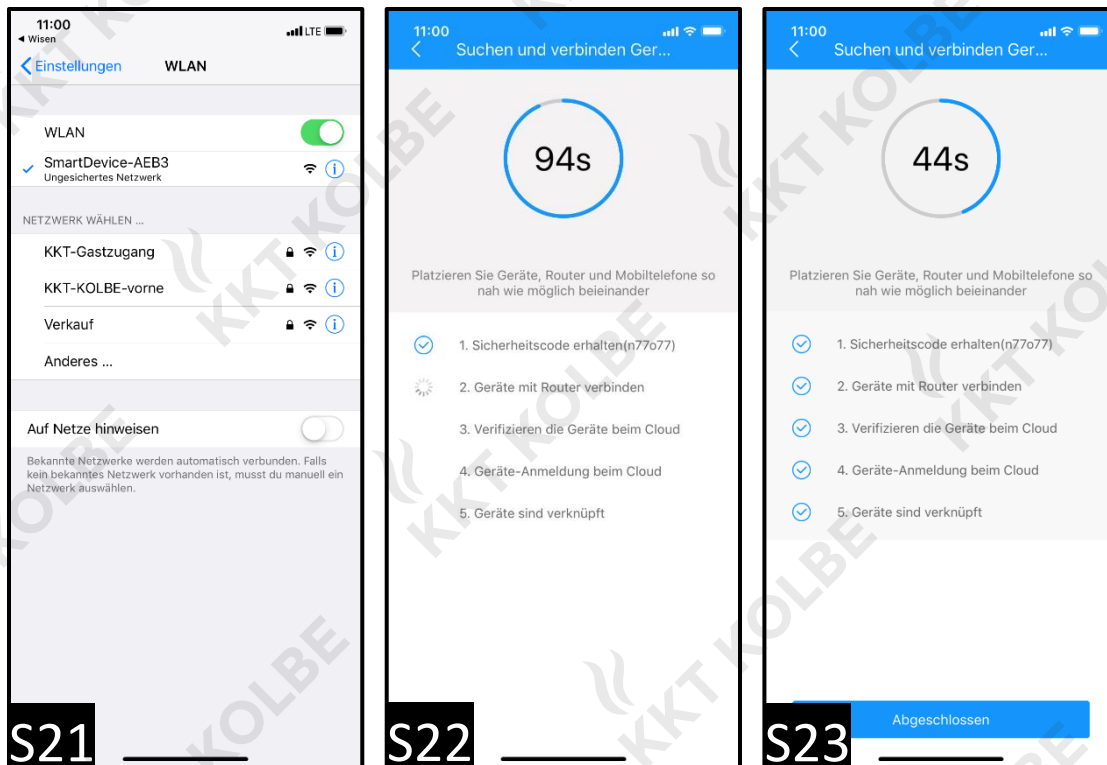 11:00
LTE
Wisen
Einstellungen
WLAN
WLAN
SmartDevice-AEB3
Ungesichertes Netzwerk
NETZWERK WÄHLEN ...
KKT-Gastzugang
KKT-KOLBE-vorne
Verkauf
Anderes ...
Auf Netze hinweisen
Bekannte Netzwerke werden automatisch verbunden. Falls
kein bekanntes Netzwerk vorhanden ist, musst du manuell ein
Netzwerk auswählen.
S21
11:00
Suchen und verbinden Ger...
94s
Platzieren Sie Geräte, Router und Mobiltelefone so
nah wie möglich beieinander
1. Sicherheitscode erhalten(n77o77)
2. Geräte mit Router verbinden
3. Verifizieren die Geräte beim Cloud
4. Geräte-Anmeldung beim Cloud
5. Geräte sind verknüpft
S22
11:00
Suchen und verbinden Ger...
44s
Platzieren Sie Geräte, Router und Mobiltelefone so
nah wie möglich beieinander
1. Sicherheitscode erhalten(n77o77)
2. Geräte mit Router verbinden
3. Verifizieren die Geräte beim Cloud
4. Geräte-Anmeldung beim Cloud
5. Geräte sind verknüpft
Abgeschlossen
S23
KKT KOLBE